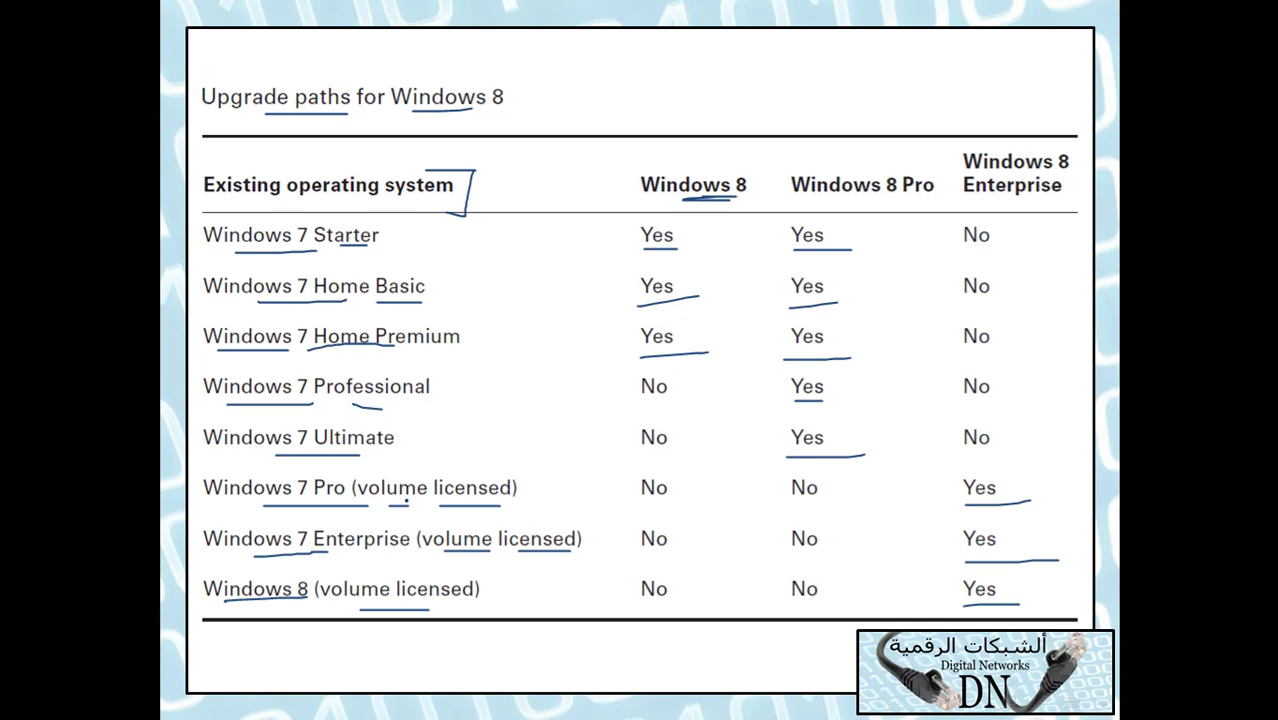 Upgrade paths for Windows 8
Existing operating system Windows 8 Windows 8 Pro Windows 8 Enterprise
Windows 7 Starter Yes Yes No
Windows 7 Home Basic Yes Yes No
Windows 7 Home Premium Yes Yes No
Windows 7 Professional No Yes No
Windows 7 Ultimate No Yes No
Windows 7 Pro (volume licensed) No No Yes
Windows 7 Enterprise (volume licensed) No No Yes
Windows 8 (volume licensed) No No Yes
ألشبكات الرقمية
Digital Networks
DN